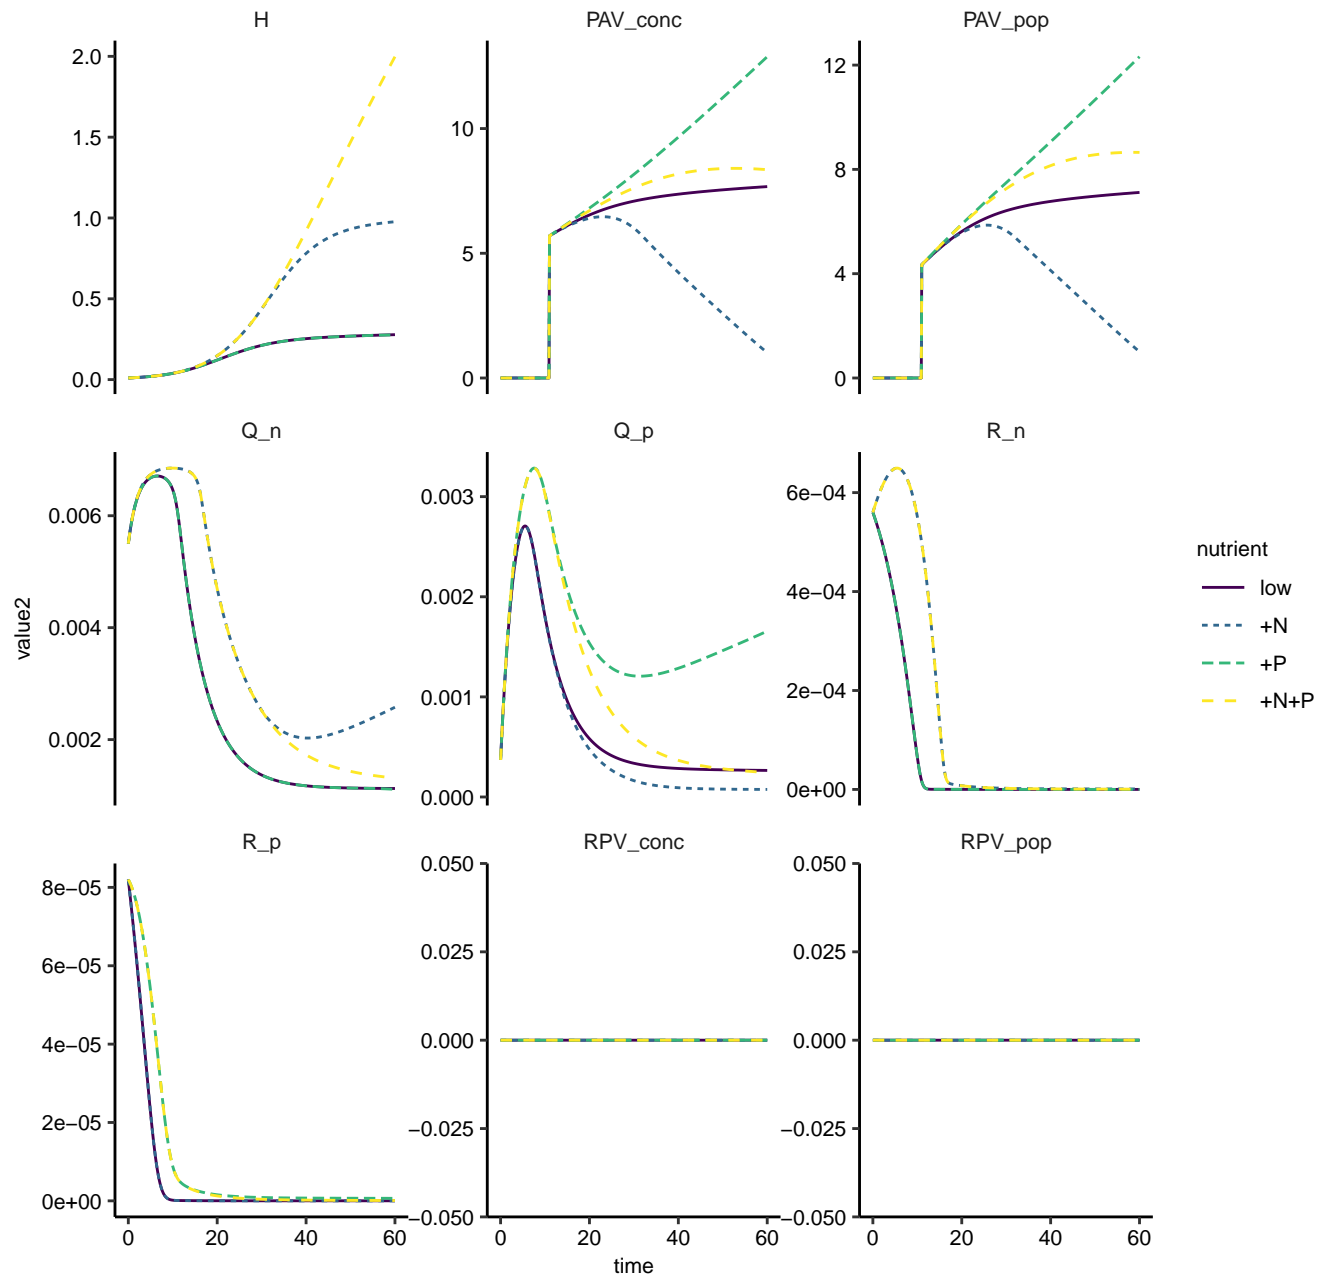 H
PAV_conc
PAV_pop
2.0
1.5
1.0
0.5
0.0
10
5
0
12
8
4
0
Q_n
Q_p
R_n
0.006
0.004
0.002
0.003
0.002
0.001
0.000
6e−04
4e−04
2e−04
0e+00
value2
nutrient
low
+N
+P
+N+P
R_p
RPV_conc
RPV_pop
8e−05
6e−05
4e−05
2e−05
0e+00
0.050
0.025
0.000
−0.025
−0.050
0.050
0.025
0.000
−0.025
−0.050
0 20 40 60
0 20 40 60
0 20 40 60
time